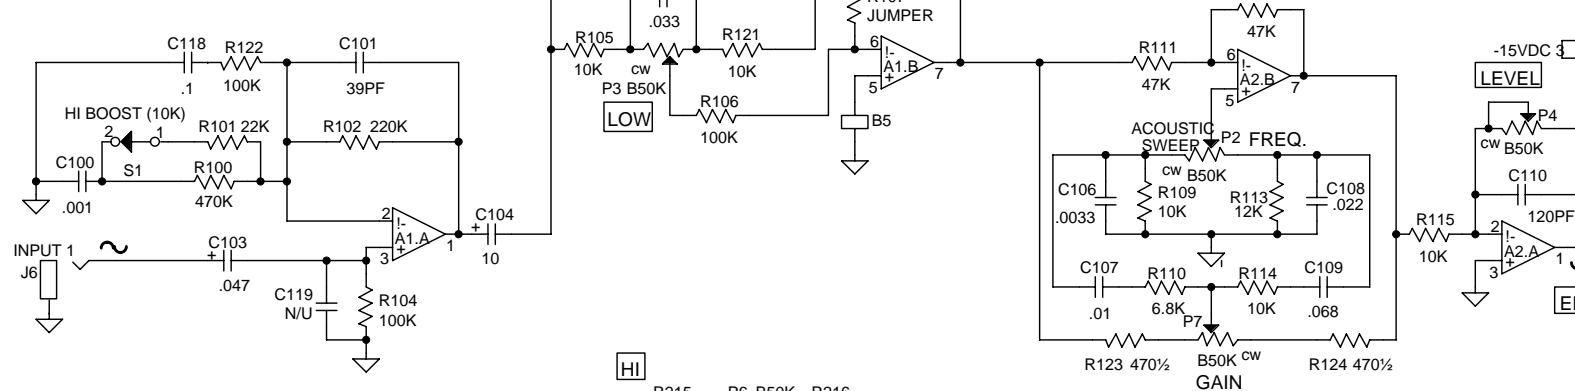 C118
R122
.1
100K
C101
39PF
HI BOOST (10K)
2
1
S1
R101 22K
R102 220K
C100
.001
R100
470K
INPUT 1
J6
C103
+
.047
C119
N/U
R104
100K
2
!-
A1.A
+
3
1
C104
+
10
.033
R105
10K
cw
P3 B50K
LOW
R121
10K
R106
100K
JUMPER
6
!-
A1.B
+
5
7
B5
HI
P6 B50K
R216
R111
47K
47K
6
!-
A2.B
+
5
7
ACOUSTIC
SWEEP
P2
FREQ.
cw B50K
C106
.0033
R109
10K
R113
12K
C108
.022
C107
.01
R110
6.8K
R114
10K
C109
.068
P7
R123 470½
B50K cw
GAIN
R124 470½
-15VDC 3
LEVEL
P4
cw B50K
C110
120PF
R115
10K
2
!-
A2.A
+
3
1